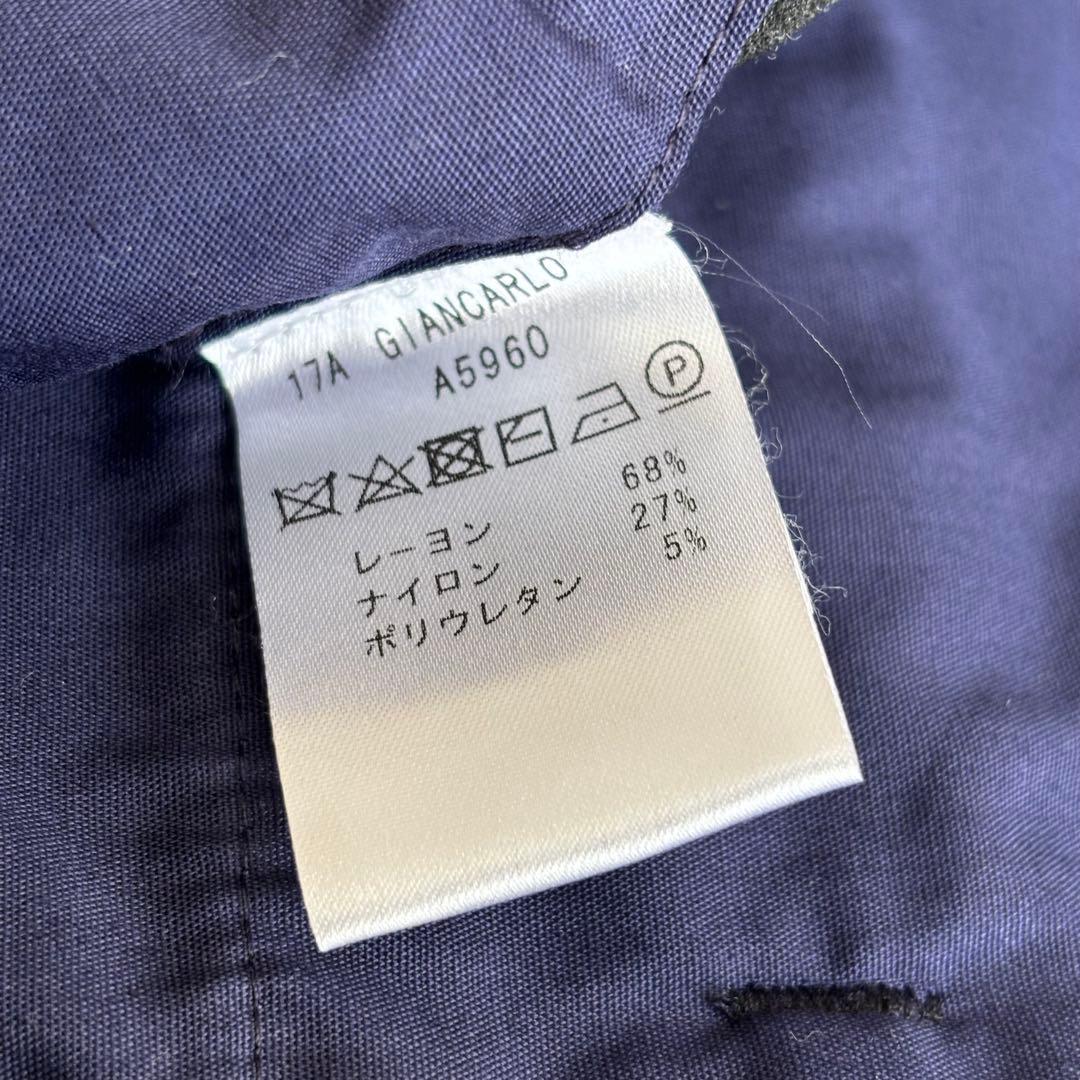 17A GIANCARLO
A5960
P
レーヨン 68%
ナイロン 27%
ポリウレタン 5%